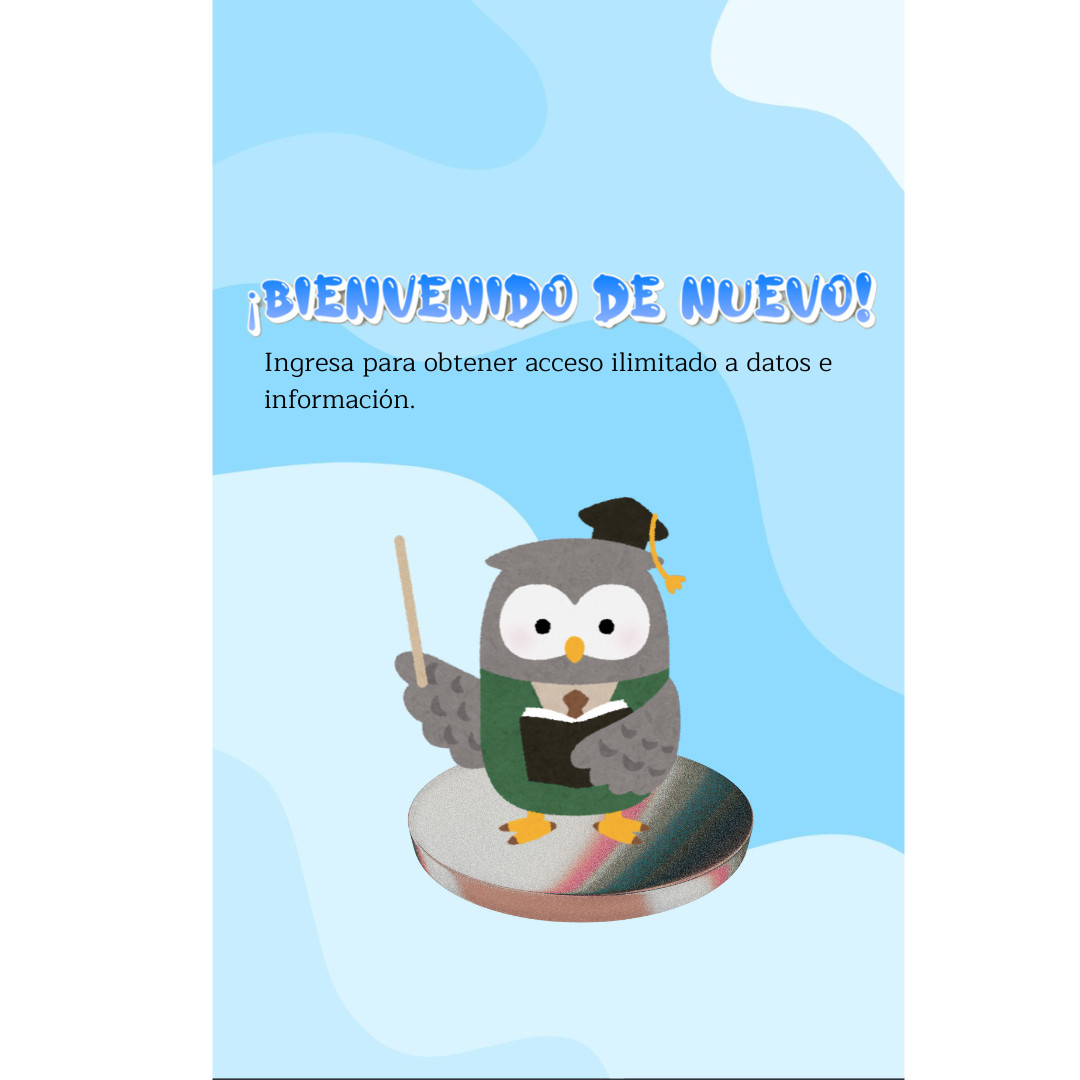 ¡BIENVENIDO DE NUEVO!
Ingresa para obtener acceso ilimitado a datos e
información.